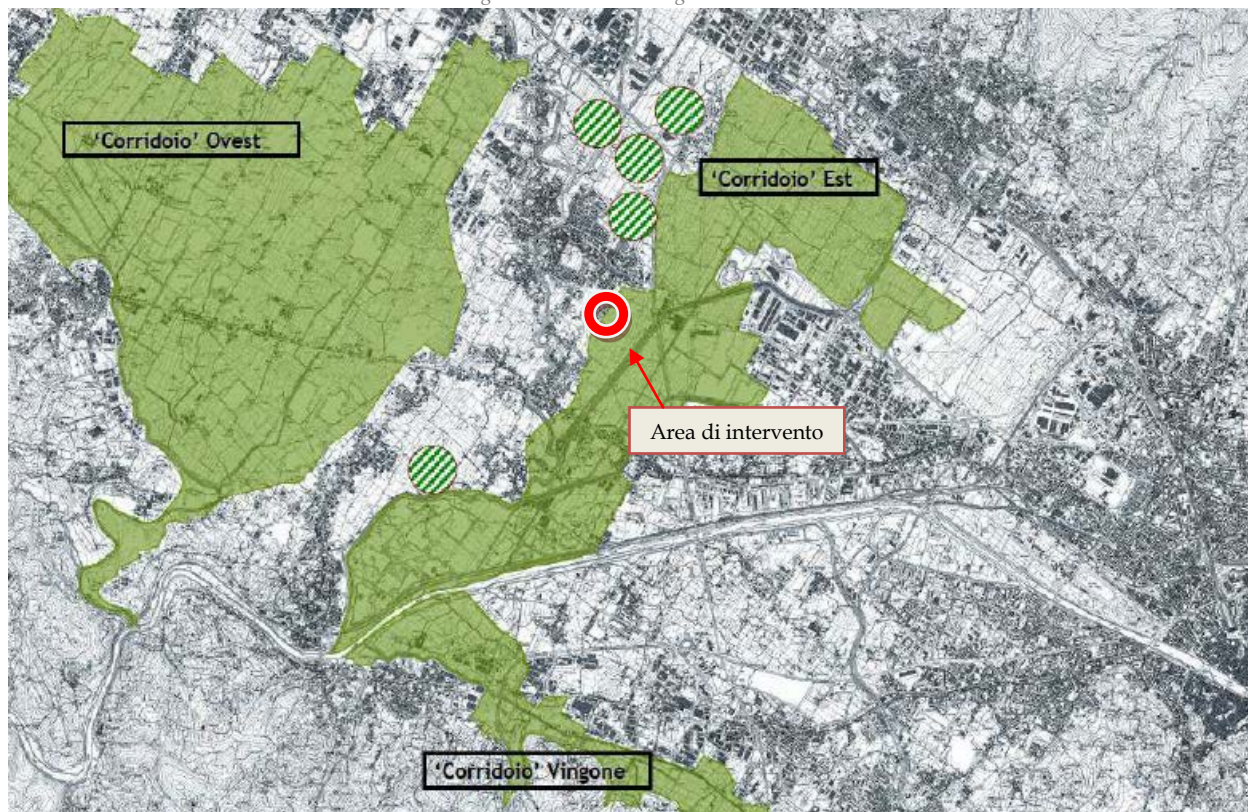 'Corridoio' Ovest
'Corridoio' Est
Area di intervento
'Corridoio' Vingone